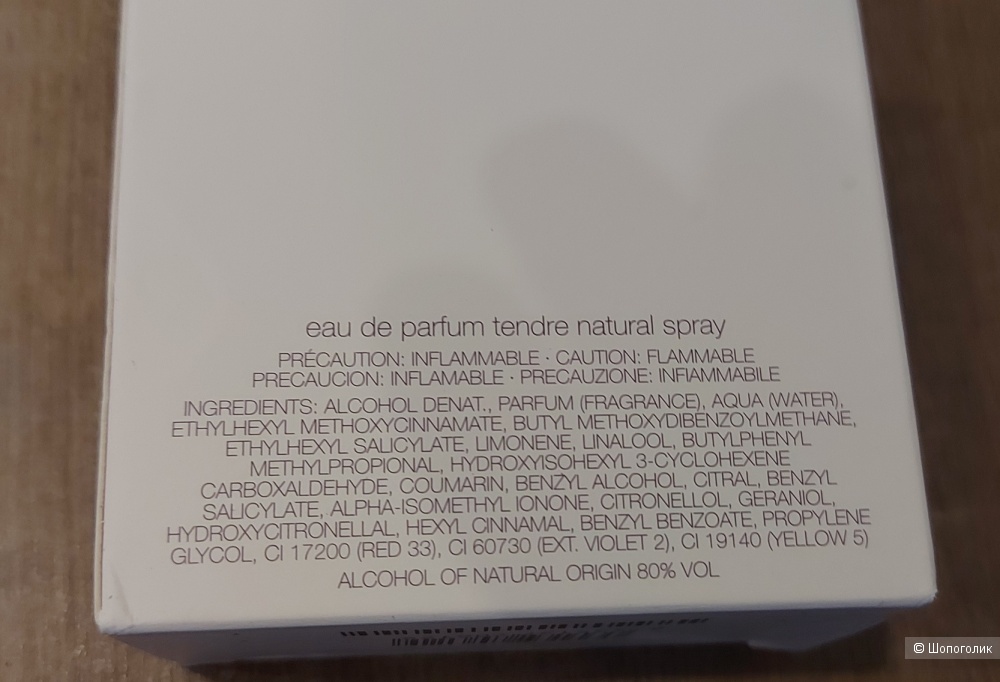 eau de parfum tendre natural spray
PRÉCAUTION: INFLAMMABLE · CAUTION: FLAMMABLE
PRECAUCION: INFLAMABLE · PRECAUZIONE: INFIAMMABILE
INGREDIENTS: ALCOHOL DENAT., PARFUM (FRAGRANCE), AQUA (WATER),
ETHYLHEXYL METHOXYCINNAMATE, BUTYL METHOXYDIBENZOYLMETHANE,
ETHYLHEXYL SALICYLATE, LIMONENE, LINALOOL, BUTYLPHENYL
METHYLPROPIONAL, HYDROXYISOHEXYL 3-CYCLOHEXENE
CARBOXALDEHYDE, COUMARIN, BENZYL ALCOHOL, CITRAL, BENZYL
SALICYLATE, ALPHA-ISOMETHYL IONONE, CITRONELLOL, GERANIOL,
HYDROXYCITRONELLAL, HEXYL CINNAMAL, BENZYL BENZOATE, PROPYLENE
GLYCOL, CI 17200 (RED 33), CI 60730 (EXT. VIOLET 2), CI 19140 (YELLOW 5)
ALCOHOL OF NATURAL ORIGIN 80% VOL
© Шопоголик